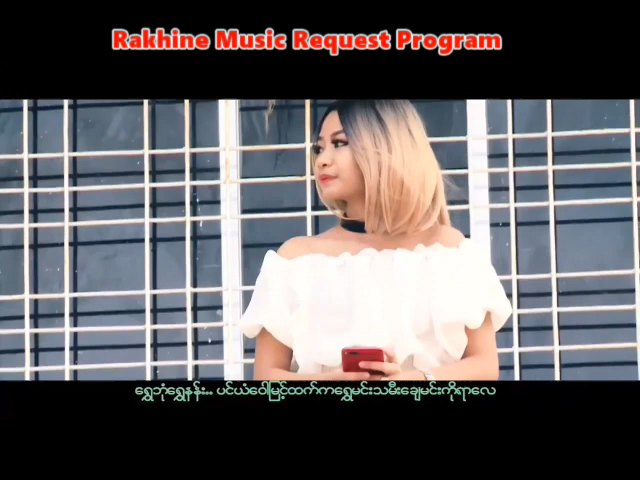 Rakhine Music Request Program
ရွှေဘုံရွှေနန်း.. ပင်ယံဝေါမြင့်ထက်ကရွှေမင်းသမီးချေမင်းကိုရာလေ